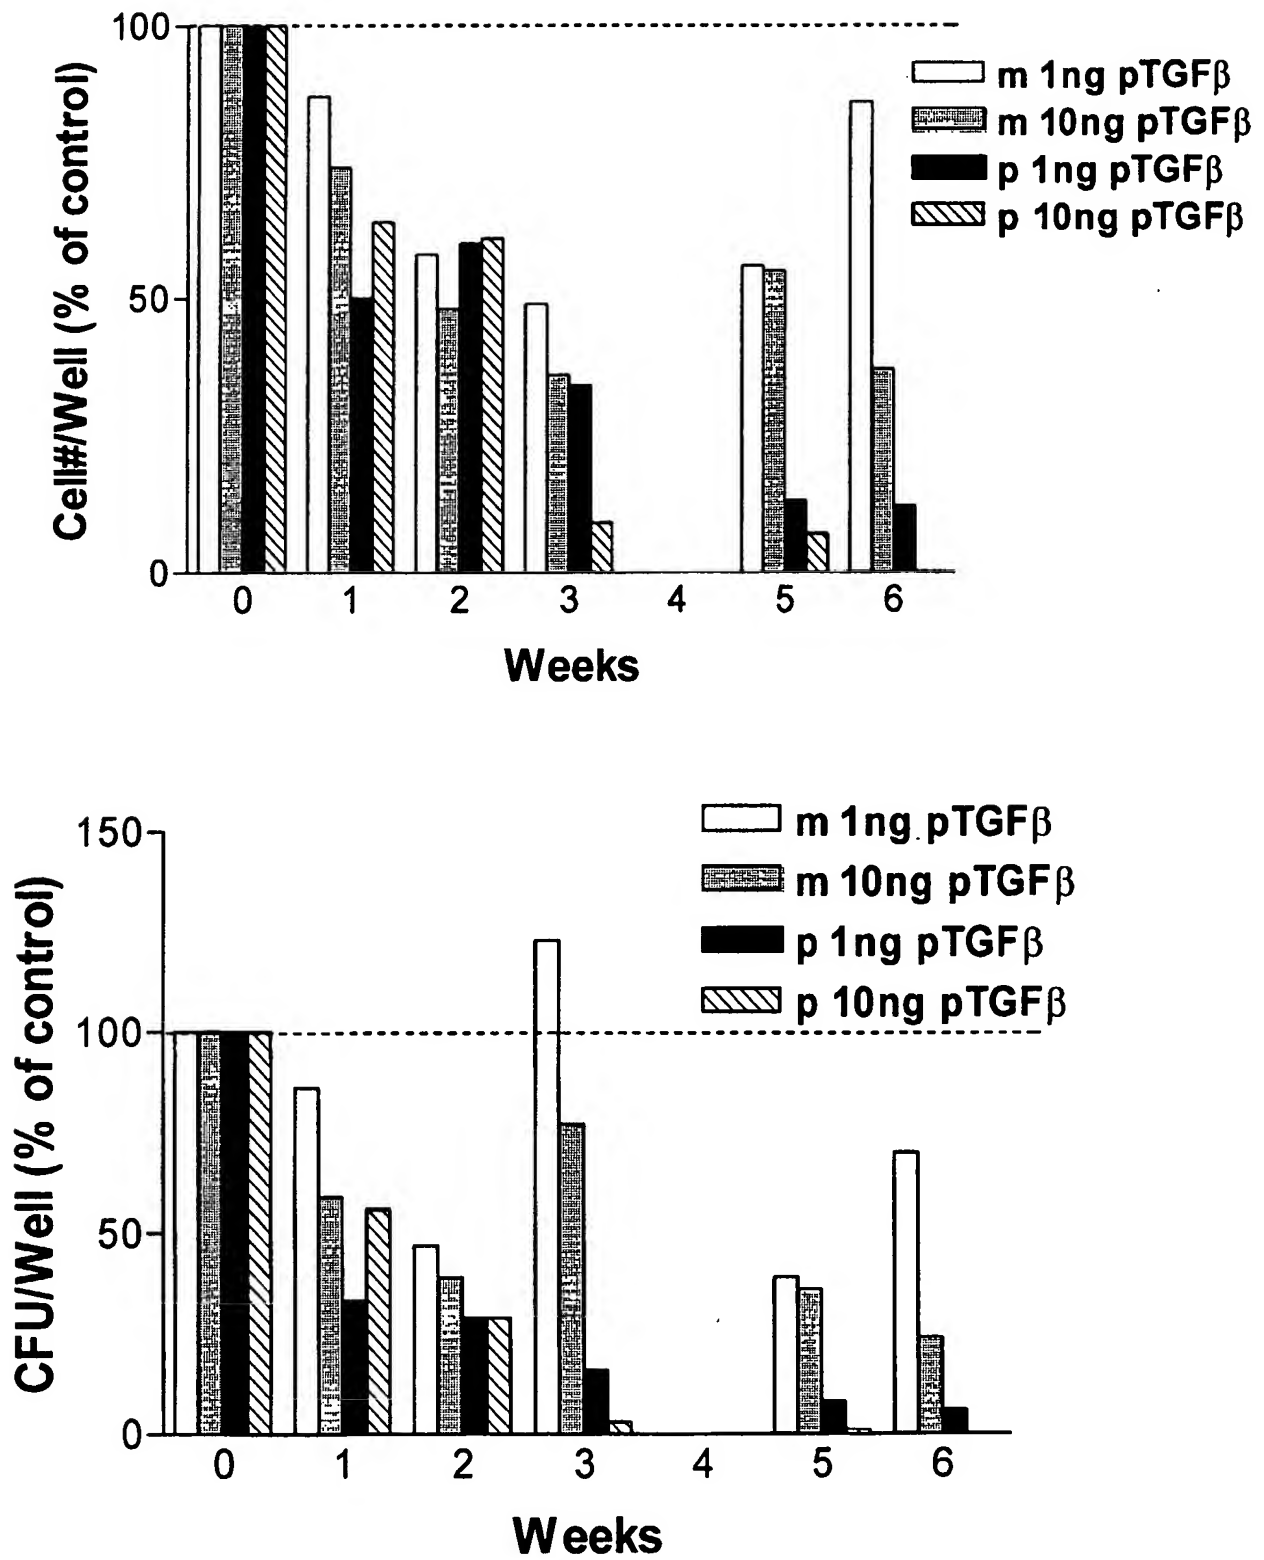 100
50
0
Cell#/Well (% of control)
m 1ng pTGFβ
m 10ng pTGFβ
p 1ng pTGFβ
p 10ng pTGFβ
0 1 2 3 4 5 6
Weeks
150
100
50
0
CFU/Well (% of control)
m 1ng pTGFβ
m 10ng pTGFβ
p 1ng pTGFβ
p 10ng pTGFβ
0 1 2 3 4 5 6
Weeks